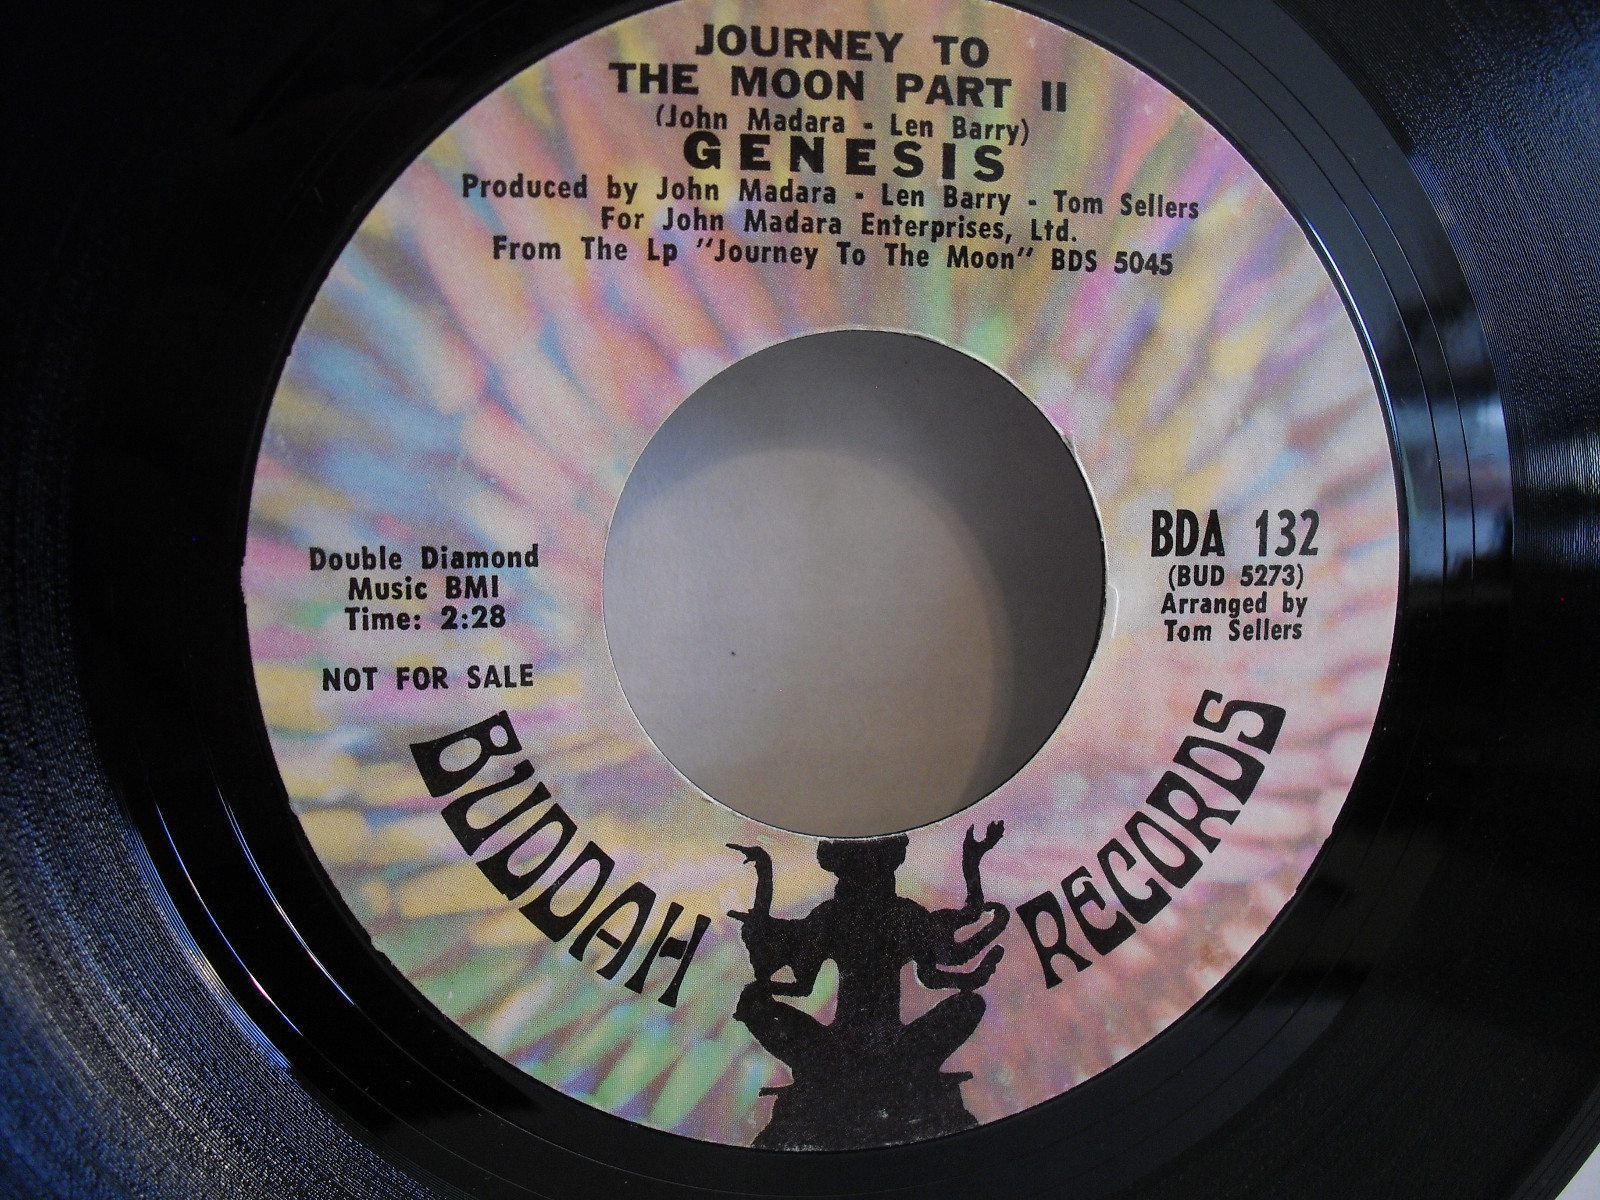 JOURNEY TO
THE MOON PART II
(John Madara - Len Barry)
GENESIS
Produced by John Madara - Len Barry - Tom Sellers
For John Madara Enterprises, Ltd.
From The Lp "Journey To The Moon" BDS 5045
Double Diamond
Music BMI
Time: 2:28
NOT FOR SALE
BDA 132
(BUD 5273)
Arranged by
Tom Sellers
BUDDAH RECORDS